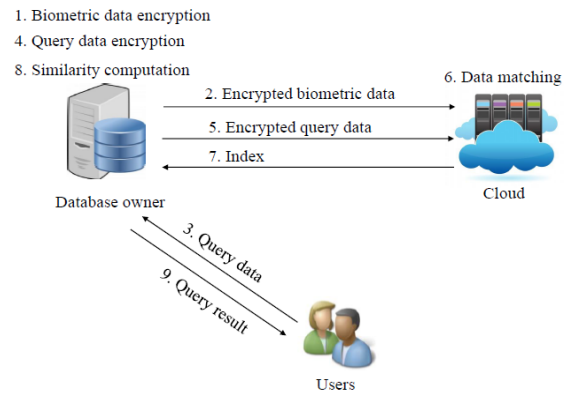 1. Biometric data encryption
4. Query data encryption
8. Similarity computation
6. Data matching
2. Encrypted biometric data
5. Encrypted query data
7. Index
Database owner
Cloud
3. Query data
9. Query result
Users